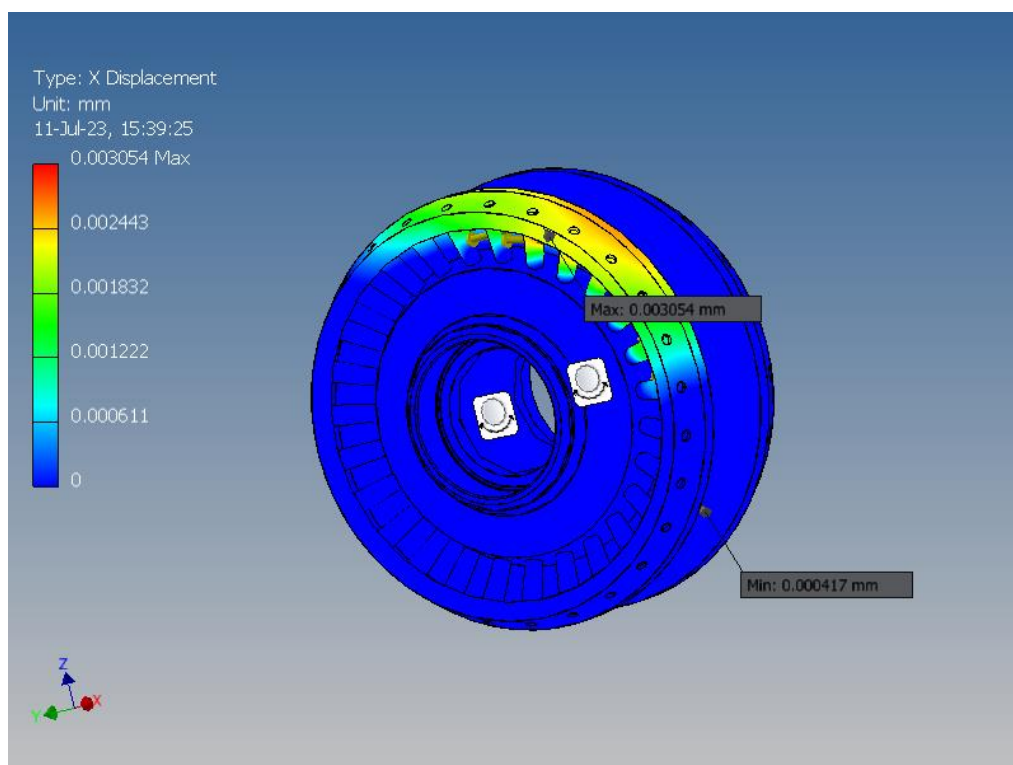 Type: X Displacement
Unit: mm
11-Jul-23, 15:39:25
0.003054 Max
0.002443
0.001832
0.001222
0.000611
0
Max: 0.003054 mm
Min: 0.000417 mm
Z
Y
X